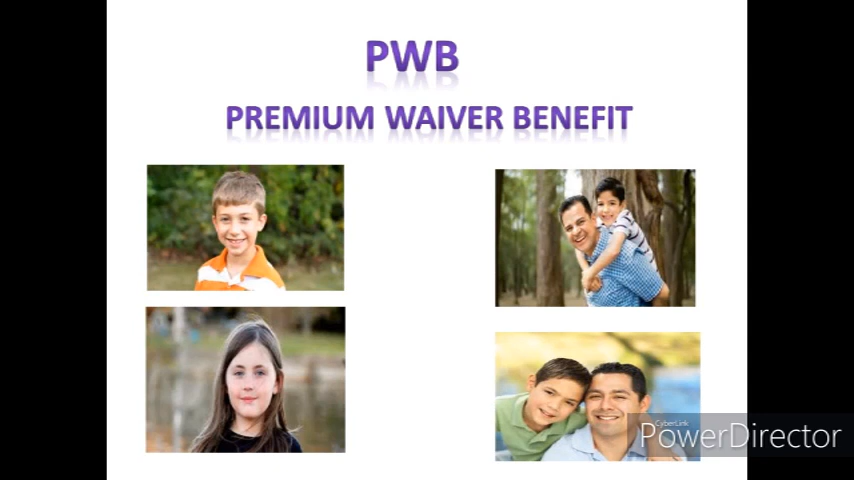 PWB
PREMIUM WAIVER BENEFIT
CyberLink
PowerDirector